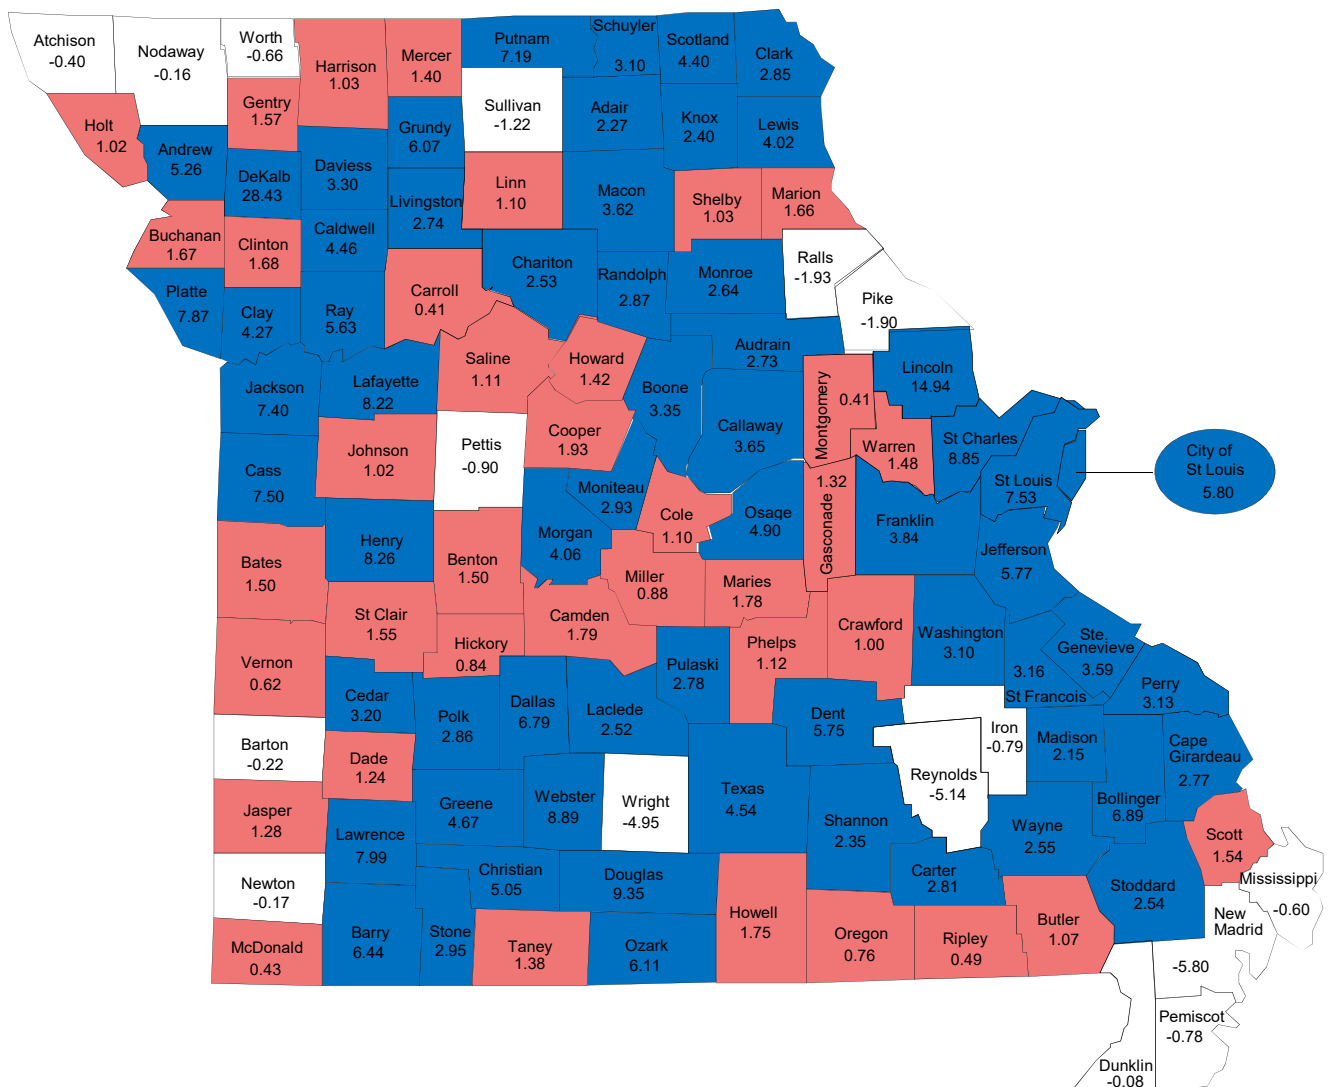 Atchison
-0.40
Nodaway
-0.16
Worth
-0.66
Harrison
1.03
Mercer
1.40
Putnam
7.19
Schuyler
3.10
Scotland
4.40
Clark
2.85
Holt
1.02
Gentry
1.57
Sullivan
-1.22
Adair
2.27
Knox
2.40
Lewis
4.02
Andrew
5.26
DeKalb
28.43
Daviess
3.30
Grundy
6.07
Livingston
2.74
Linn
1.10
Macon
3.62
Shelby
1.03
Marion
1.66
Buchanan
1.67
Clinton
1.68
Caldwell
4.46
Chariton
2.53
Randolph
2.87
Monroe
2.64
Ralls
-1.93
Pike
-1.90
Platte
7.87
Clay
4.27
Ray
5.63
Carroll
0.41
Saline
1.11
Howard
1.42
Boone
3.35
Audrain
2.73
Lincoln
14.94
Jackson
7.40
Lafayette
8.22
Callaway
3.65
Montgomery
0.41
Warren
1.48
St Charles
8.85
City of
St Louis
5.80
St Louis
7.53
Cass
7.50
Johnson
1.02
Pettis
-0.90
Cooper
1.93
Moniteau
2.93
Cole
1.10
Osage
4.90
1.32
Gasconade
Franklin
3.84
Jefferson
5.77
Bates
1.50
Henry
8.26
Benton
1.50
Morgan
4.06
Miller
0.88
Maries
1.78
Camden
1.79
St Clair
1.55
Hickory
0.84
Vernon
0.62
Pulaski
2.78
Phelps
1.12
Crawford
1.00
Washington
3.10
3.16
St Francois
Ste.
Genevieve
3.59
Perry
3.13
Cedar
3.20
Polk
2.86
Dallas
6.79
Laclede
2.52
Dent
5.75
Iron
-0.79
Madison
2.15
Cape
Girardeau
2.77
Barton
-0.22
Dade
1.24
Reynolds
-5.14
Jasper
1.28
Greene
4.67
Webster
8.89
Wright
-4.95
Texas
4.54
Shannon
2.35
Wayne
2.55
Bollinger
6.89
Lawrence
7.99
Scott
1.54
Newton
-0.17
Christian
5.05
Douglas
9.35
Carter
2.81
Stoddard
2.54
Mississippi
-0.60
McDonald
0.43
Barry
6.44
Stone
2.95
Taney
1.38
Ozark
6.11
Howell
1.75
Oregon
0.76
Ripley
0.49
Butler
1.07
New
Madrid
-5.80
Pemiscot
-0.78
Dunklin
-0.08